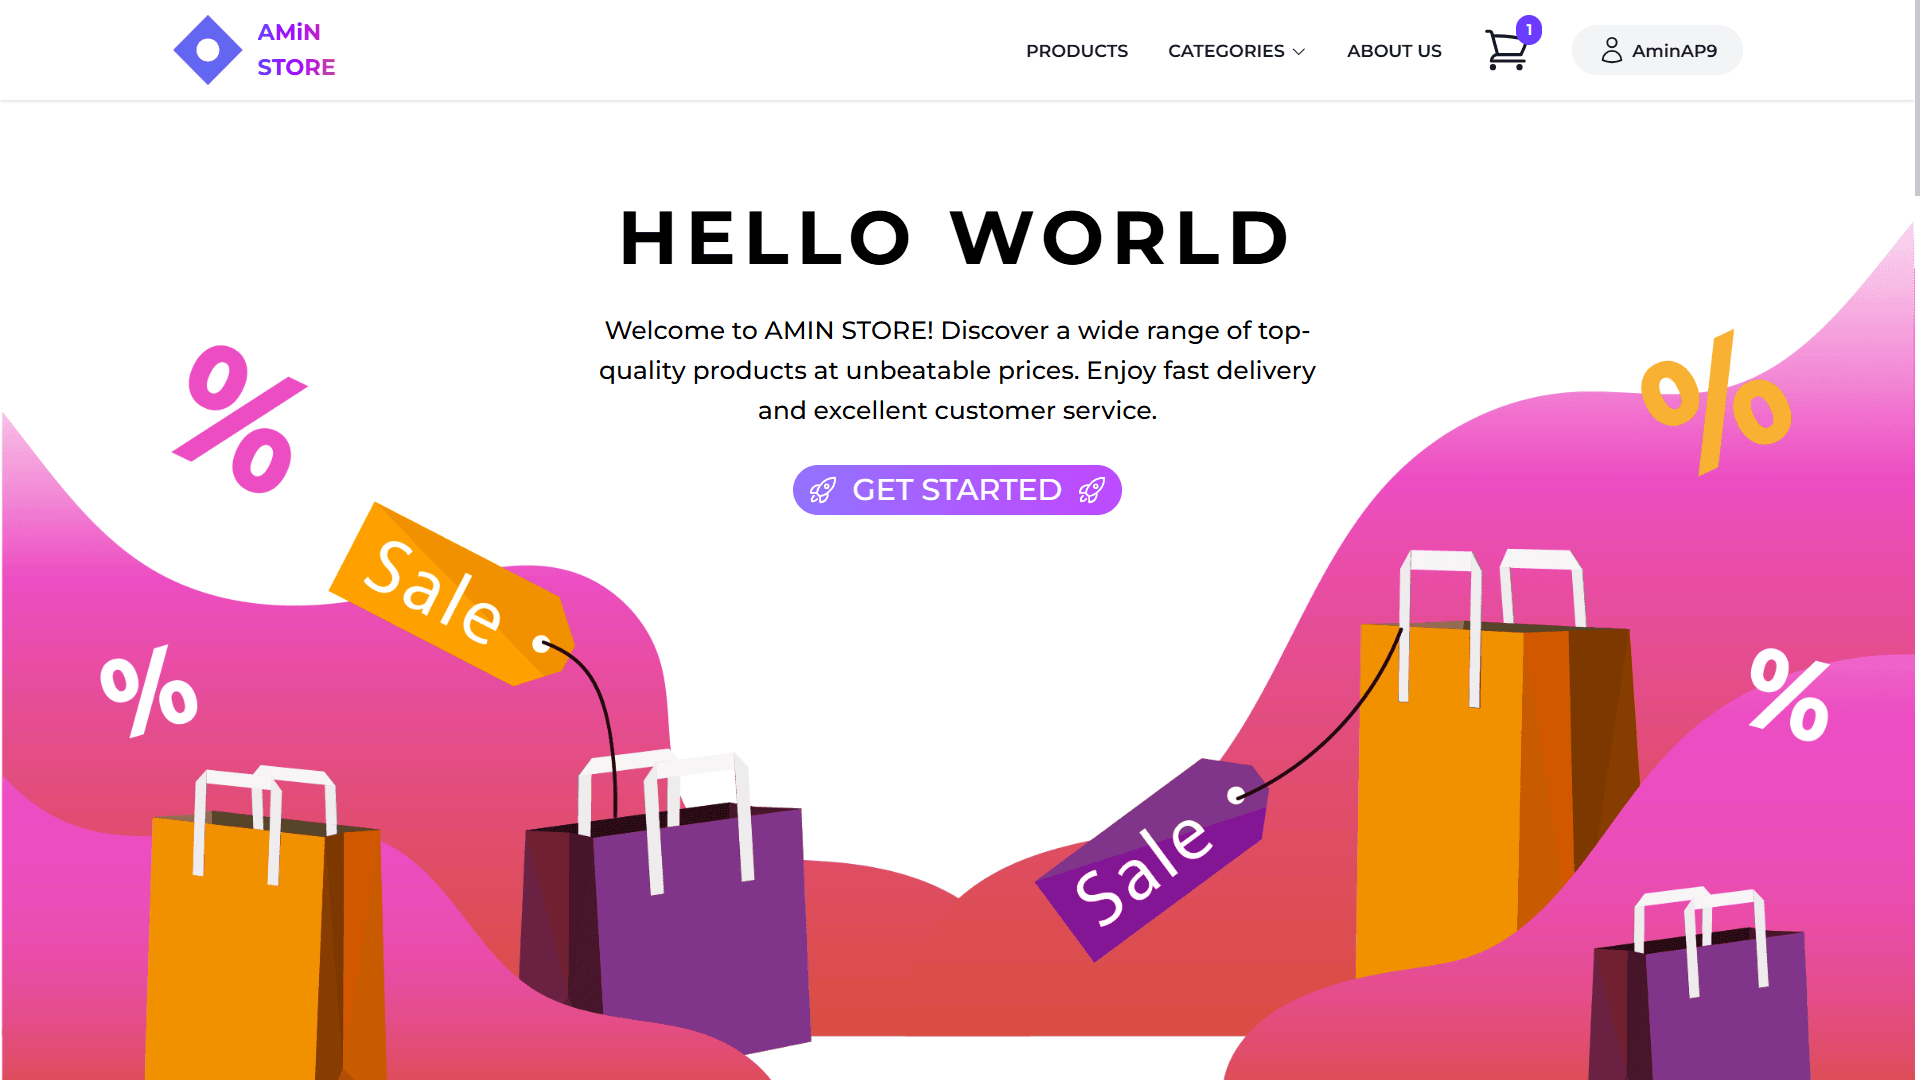 AMiN
STORE
PRODUCTS
CATEGORIES
ABOUT US
1
AminAP9
HELLO WORLD
Welcome to AMIN STORE! Discover a wide range of top-
quality products at unbeatable prices. Enjoy fast delivery
and excellent customer service.
GET STARTED
%
%
Sale
%
%
Sale